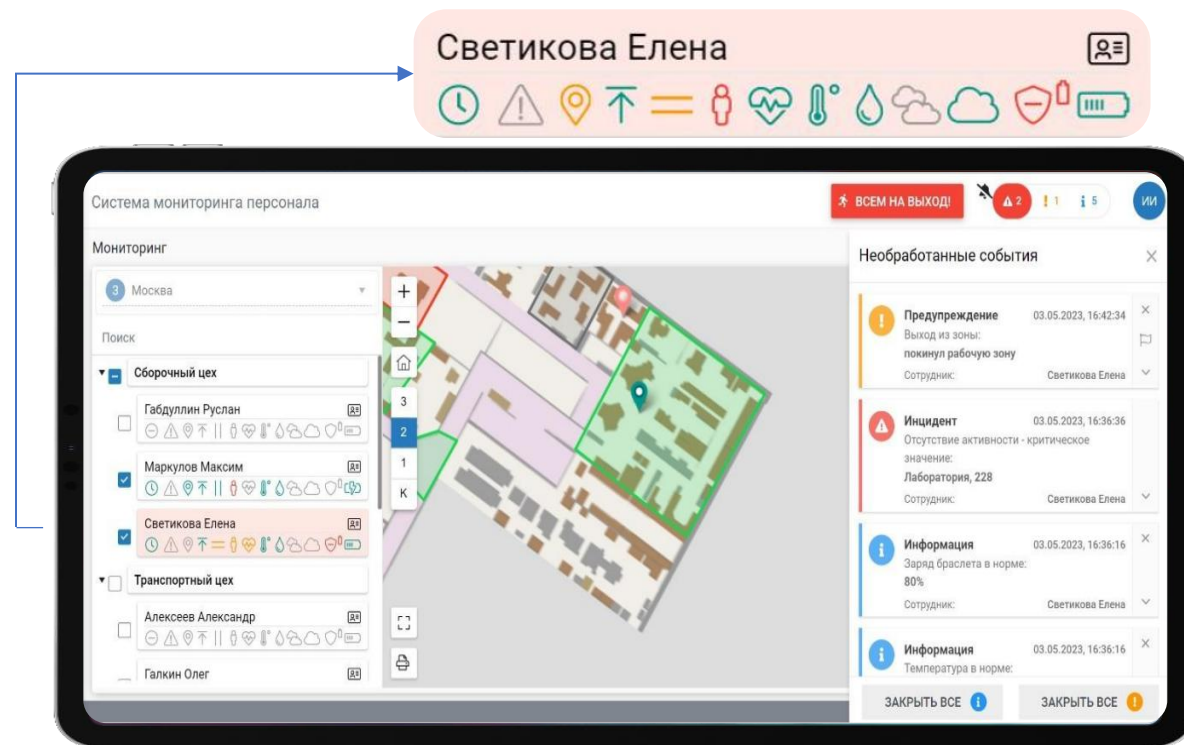 Светикова Елена
Система мониторинга персонала
ВСЕМ НА ВЫХОД!
2
1
5
ИИ
Мониторинг
3 Москва
Поиск
Сборочный цех
Габдуллин Руслан
Маркулов Максим
Светикова Елена
Транспортный цех
Алексеев Александр
Галкин Олег
+
−
3
2
1
К
Необработанные события
Предупреждение 03.05.2023, 16:42:34
Выход из зоны:
покинул рабочую зону
Сотрудник: Светикова Елена
Инцидент 03.05.2023, 16:36:36
Отсутствие активности - критическое
значение:
Лаборатория, 228
Сотрудник: Светикова Елена
Информация 03.05.2023, 16:36:16
Заряд браслета в норме:
80%
Сотрудник: Светикова Елена
Информация 03.05.2023, 16:36:16
Температура в норме:
ЗАКРЫТЬ ВСЕ
ЗАКРЫТЬ ВСЕ